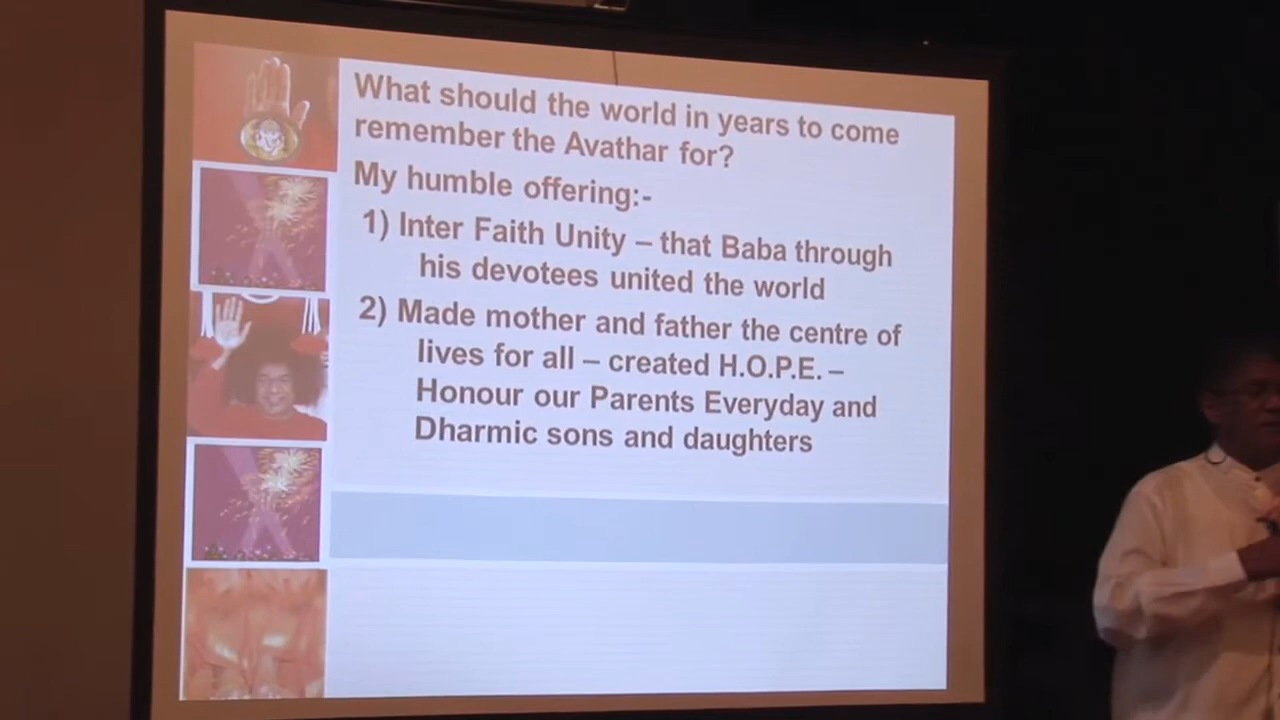 What should the world in years to come
remember the Avathar for?
My humble offering:-
1) Inter Faith Unity – that Baba through
his devotees united the world
2) Made mother and father the centre of
lives for all – created H.O.P.E. –
Honour our Parents Everyday and
Dharmic sons and daughters